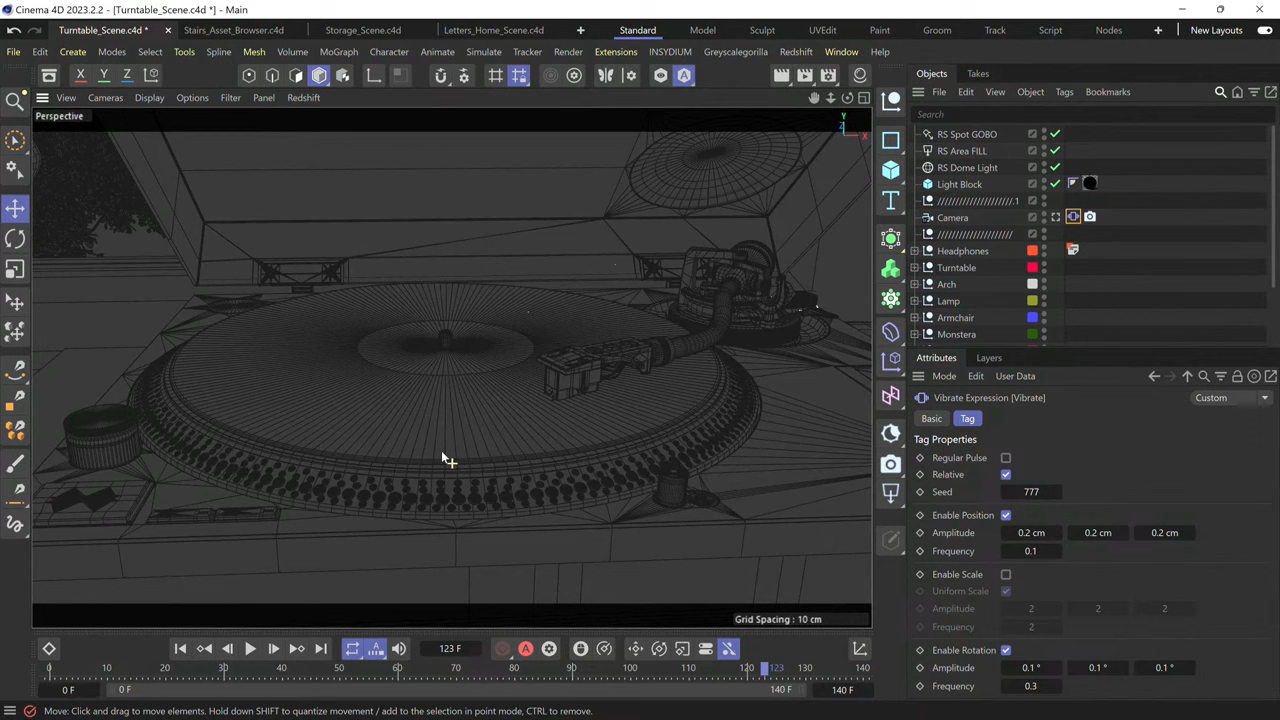 Cinema 4D 2023.2.2 - [Turntable_Scene.c4d *] - Main
Turntable_Scene.c4d * Stairs_Asset_Browser.c4d Storage_Scene.c4d Letters_Home_Scene.c4d Standard Model Sculpt UVEdit Paint Groom Track Script Nodes New Layouts
File Edit Create Modes Select Tools Spline Mesh Volume MoGraph Character Animate Simulate Tracker Render Extensions INSYDIUM Greyscalegorilla Redshift Window Help
X Y Z
Objects Takes
View Cameras Display Options Filter Panel Redshift
File Edit View Object Tags Bookmarks
Perspective
Y
Z
X
Search
RS Spot GOBO
RS Area FILL
RS Dome Light
Light Block
/////////////////////.1
Camera
/////////////////////
Headphones
Turntable
Arch
Lamp
Armchair
Monstera
Attributes Layers
Mode Edit User Data
Vibrate Expression [Vibrate] Custom
Basic Tag
Tag Properties
Regular Pulse
Relative
Seed 777
Enable Position
Amplitude 0.2 cm 0.2 cm 0.2 cm
Frequency 0.1
Enable Scale
Uniform Scale
Amplitude 2 2 2
Frequency 2
Enable Rotation
Amplitude 0.1 ° 0.1 ° 0.1 °
Frequency 0.3
Grid Spacing : 10 cm
123 F
0 10 20 30 40 50 60 70 80 90 100 110 120 123 130 140
0 F 0 F 140 F 140 F
Move: Click and drag to move elements. Hold down SHIFT to quantize movement / add to the selection in point mode, CTRL to remove.